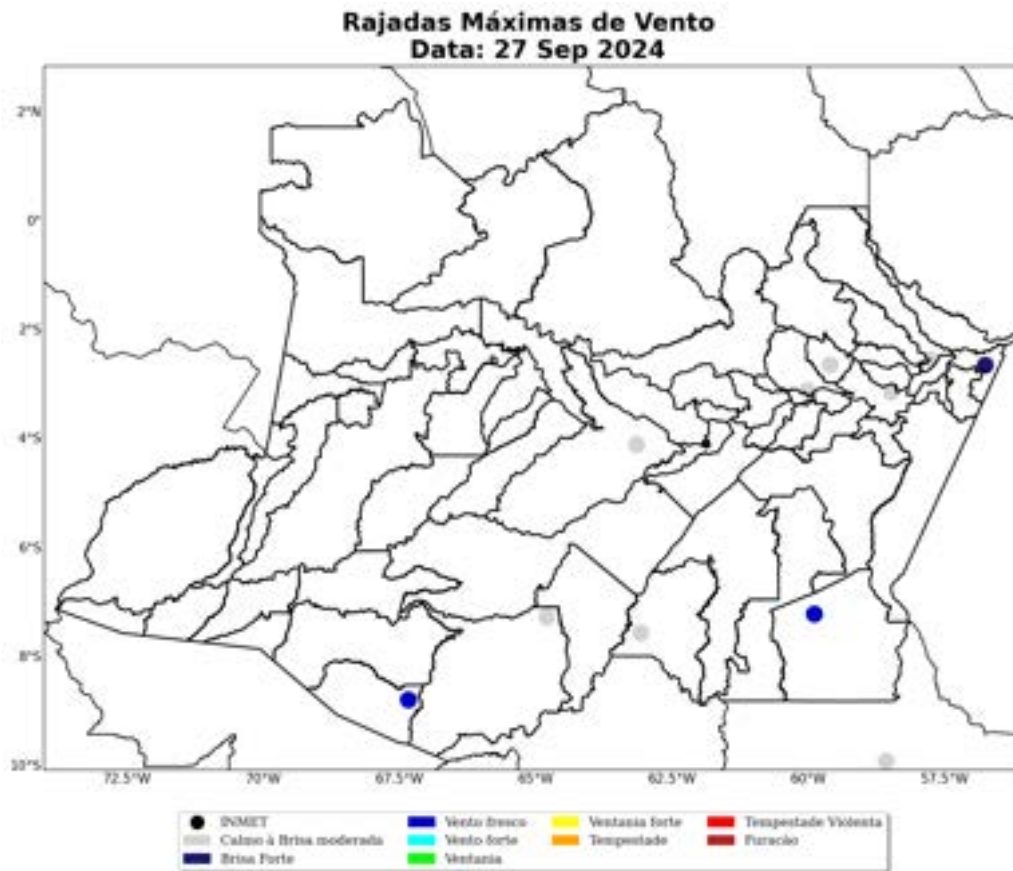 Rajadas Máximas de Vento
Data: 27 Sep 2024
2°N
0°
2°S
4°S
6°S
8°S
10°S
72.5°W 70°W 67.5°W 65°W 62.5°W 60°W 57.5°W
INMET Vento fresco Ventania forte Tempestade Violenta
Calmo à Brisa moderada Vento forte Tempestade Furacão
Brisa Forte Ventania